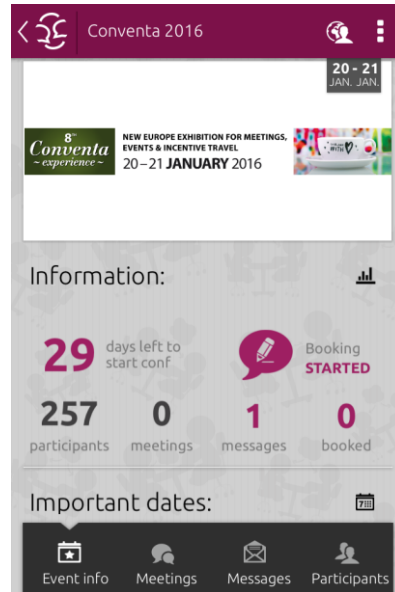 Conventa 2016
20 - 21
JAN. JAN.
8th
Conventa
~ experience ~
NEW EUROPE EXHIBITION FOR MEETINGS,
EVENTS & INCENTIVE TRAVEL
20–21 JANUARY 2016
Information:
29 days left to
start conf
Booking
STARTED
257 0 1 0
participants meetings messages booked
Important dates:
Event info Meetings Messages Participants